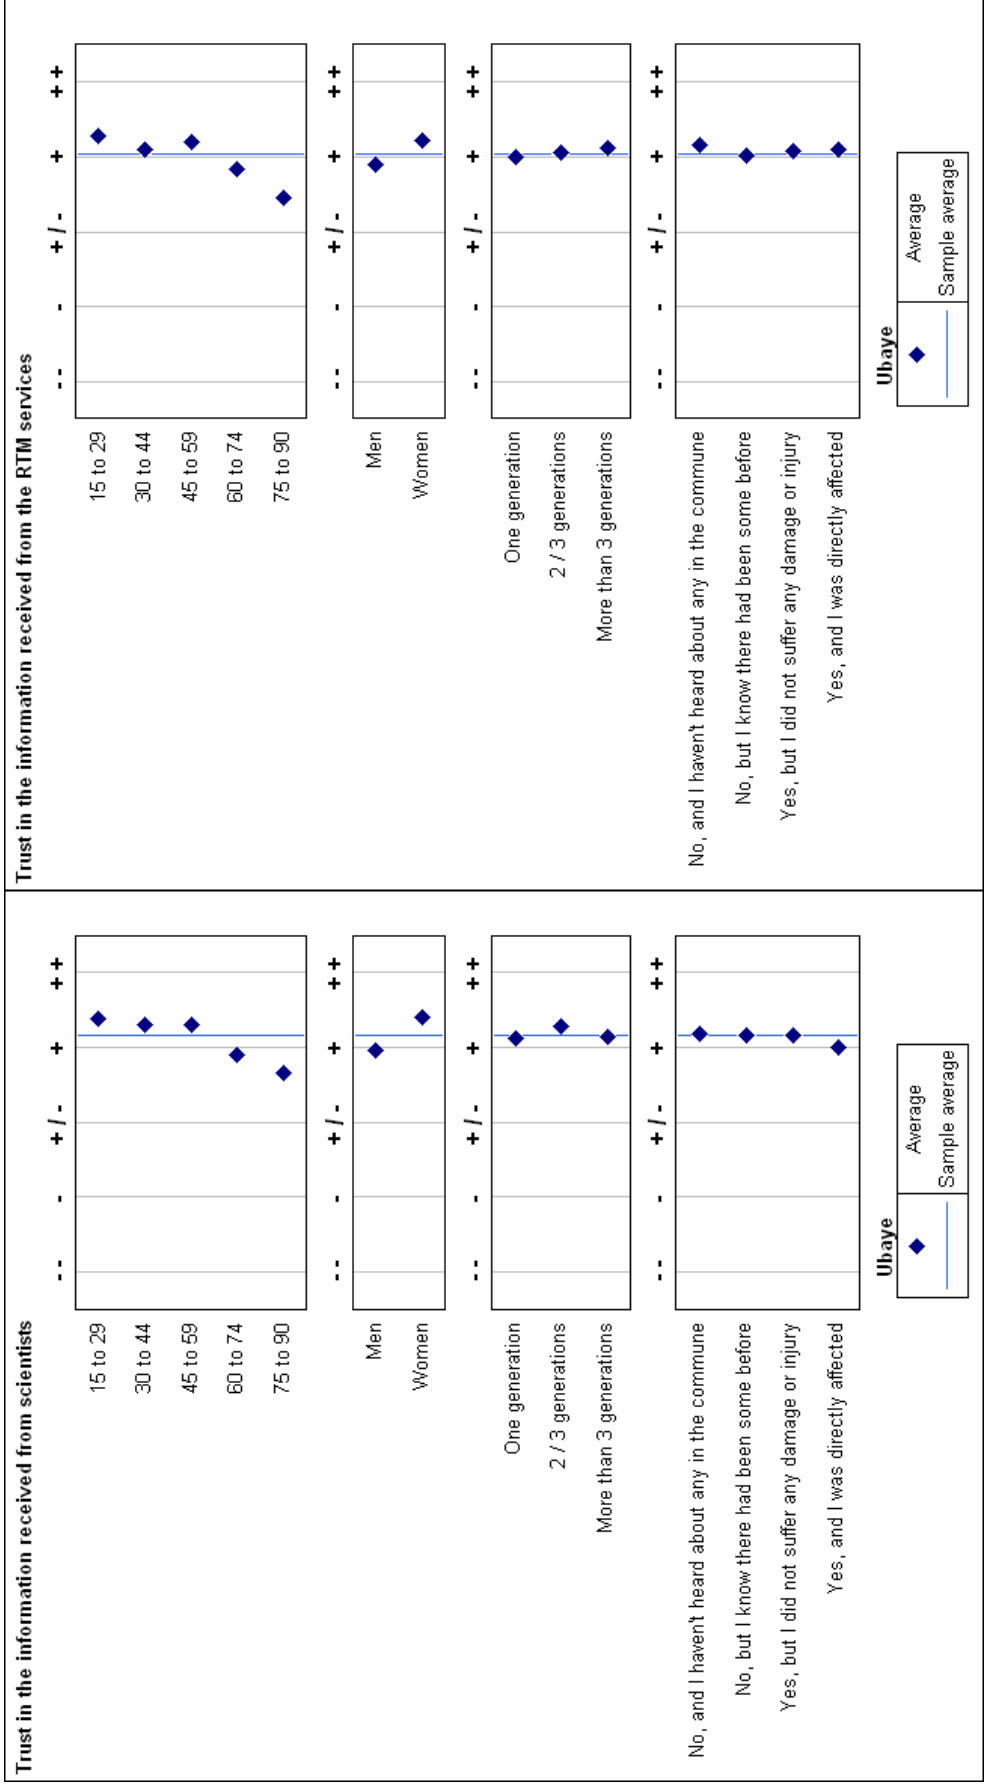 Trust in the information received from scientists
-- - +/- + ++
15 to 29
30 to 44
45 to 59
60 to 74
75 to 90
-- - +/- + ++
Men
Women
-- - +/- + ++
One generation
2 / 3 generations
More than 3 generations
-- - +/- + ++
No, and I haven't heard about any in the commune
No, but I know there had been some before
Yes, but I did not suffer any damage or injury
Yes, and I was directly affected
Ubaye
Average
Sample average
Trust in the information received from the RTM services
-- - +/- + ++
15 to 29
30 to 44
45 to 59
60 to 74
75 to 90
-- - +/- + ++
Men
Women
-- - +/- + ++
One generation
2 / 3 generations
More than 3 generations
-- - +/- + ++
No, and I haven't heard about any in the commune
No, but I know there had been some before
Yes, but I did not suffer any damage or injury
Yes, and I was directly affected
Ubaye
Average
Sample average